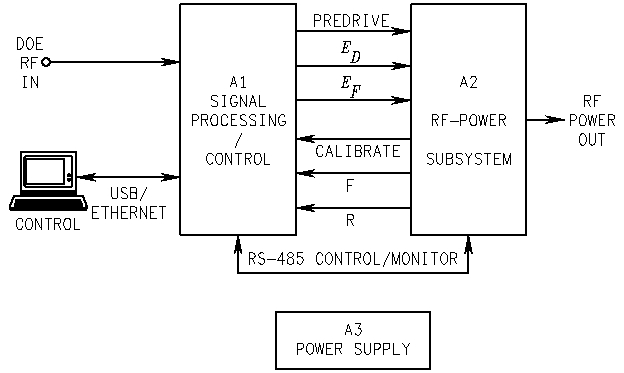 DOE
RF
IN
CONTROL
USB/
ETHERNET
A1
SIGNAL
PROCESSING
/
CONTROL
PREDRIVE
E_D
E_F
CALIBRATE
F
R
A2
RF-POWER
SUBSYSTEM
RF
POWER
OUT
RS-485 CONTROL/MONITOR
A3
POWER SUPPLY